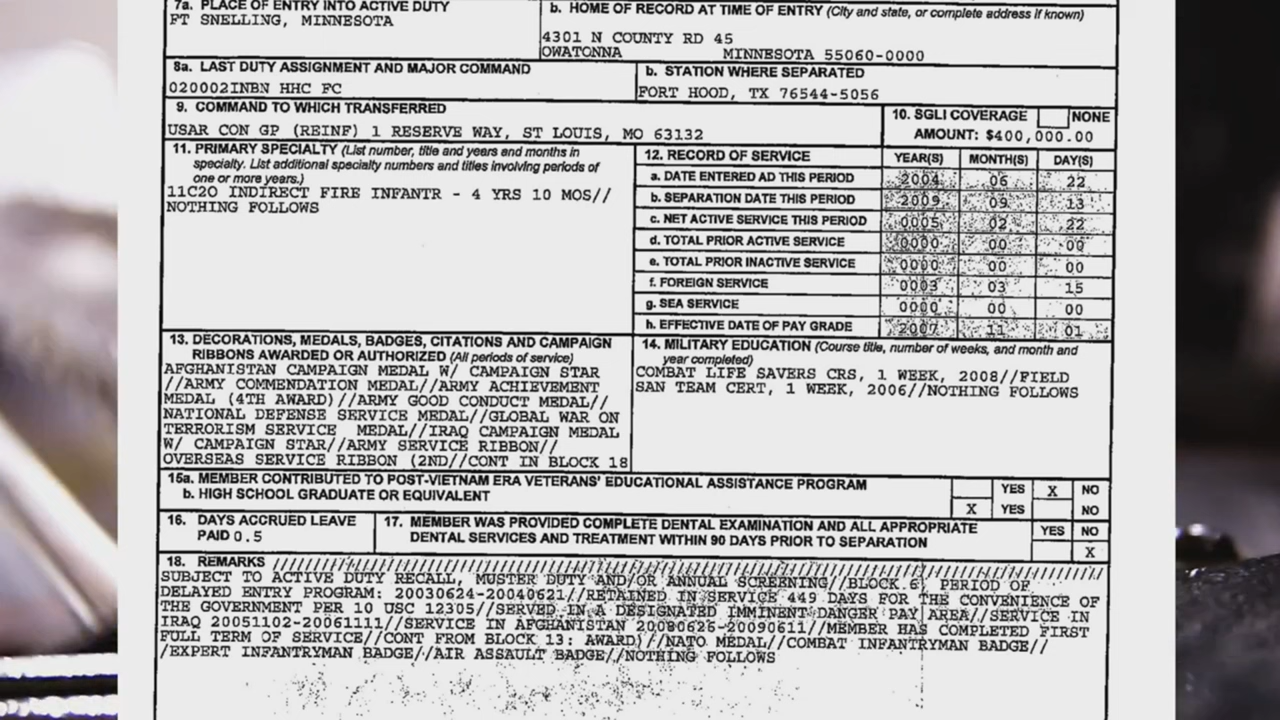 7a. PLACE OF ENTRY INTO ACTIVE DUTY
FT SNELLING, MINNESOTA
b. HOME OF RECORD AT TIME OF ENTRY (City and state, or complete address if known)
4301 N COUNTY RD 45
OWATONNA MINNESOTA 55060-0000
8a. LAST DUTY ASSIGNMENT AND MAJOR COMMAND
020002INBN HHC FC
b. STATION WHERE SEPARATED
FORT HOOD, TX 76544-5056
9. COMMAND TO WHICH TRANSFERRED
USAR CON GP (REINF) 1 RESERVE WAY, ST LOUIS, MO 63132
10. SGLI COVERAGE NONE
AMOUNT: $400,000.00
11. PRIMARY SPECIALTY (List number, title and years and months in
specialty. List additional specialty numbers and titles involving periods of
one or more years.)
11C2O INDIRECT FIRE INFANTR - 4 YRS 10 MOS//
NOTHING FOLLOWS
12. RECORD OF SERVICE YEAR(S) MONTH(S) DAY(S)
a. DATE ENTERED AD THIS PERIOD 2004 06 22
b. SEPARATION DATE THIS PERIOD 2009 09 13
c. NET ACTIVE SERVICE THIS PERIOD 0005 02 22
d. TOTAL PRIOR ACTIVE SERVICE 0000 00 00
e. TOTAL PRIOR INACTIVE SERVICE 0000 00 00
f. FOREIGN SERVICE 0003 03 15
g. SEA SERVICE 0000 00 00
h. EFFECTIVE DATE OF PAY GRADE 2007 11 01
13. DECORATIONS, MEDALS, BADGES, CITATIONS AND CAMPAIGN
RIBBONS AWARDED OR AUTHORIZED (All periods of service)
AFGHANISTAN CAMPAIGN MEDAL W/ CAMPAIGN STAR
//ARMY COMMENDATION MEDAL//ARMY ACHIEVEMENT
MEDAL (4TH AWARD)//ARMY GOOD CONDUCT MEDAL//
NATIONAL DEFENSE SERVICE MEDAL//GLOBAL WAR ON
TERRORISM SERVICE MEDAL//IRAQ CAMPAIGN MEDAL
W/ CAMPAIGN STAR//ARMY SERVICE RIBBON//
OVERSEAS SERVICE RIBBON (2ND//CONT IN BLOCK 18
14. MILITARY EDUCATION (Course title, number of weeks, and month and
year completed)
COMBAT LIFE SAVERS CRS, 1 WEEK, 2008//FIELD
SAN TEAM CERT, 1 WEEK, 2006//NOTHING FOLLOWS
15a. MEMBER CONTRIBUTED TO POST-VIETNAM ERA VETERANS' EDUCATIONAL ASSISTANCE PROGRAM YES X NO
b. HIGH SCHOOL GRADUATE OR EQUIVALENT X YES NO
16. DAYS ACCRUED LEAVE
PAID 0.5
17. MEMBER WAS PROVIDED COMPLETE DENTAL EXAMINATION AND ALL APPROPRIATE
DENTAL SERVICES AND TREATMENT WITHIN 90 DAYS PRIOR TO SEPARATION
YES NO
X
18. REMARKS
SUBJECT TO ACTIVE DUTY RECALL, MUSTER DUTY AND/OR ANNUAL SCREENING//BLOCK 6, PERIOD OF
DELAYED ENTRY PROGRAM: 20030624-20040621//RETAINED IN SERVICE 449 DAYS FOR THE CONVENIENCE OF
THE GOVERNMENT PER 10 USC 12305//SERVED IN A DESIGNATED IMMINENT DANGER PAY AREA//SERVICE IN
IRAQ 20051102-20061111//SERVICE IN AFGHANISTAN 20080626-20090611//MEMBER HAS COMPLETED FIRST
FULL TERM OF SERVICE//CONT FROM BLOCK 13: AWARD)//NATO MEDAL//COMBAT INFANTRYMAN BADGE//
/EXPERT INFANTRYMAN BADGE//AIR ASSAULT BADGE//NOTHING FOLLOWS